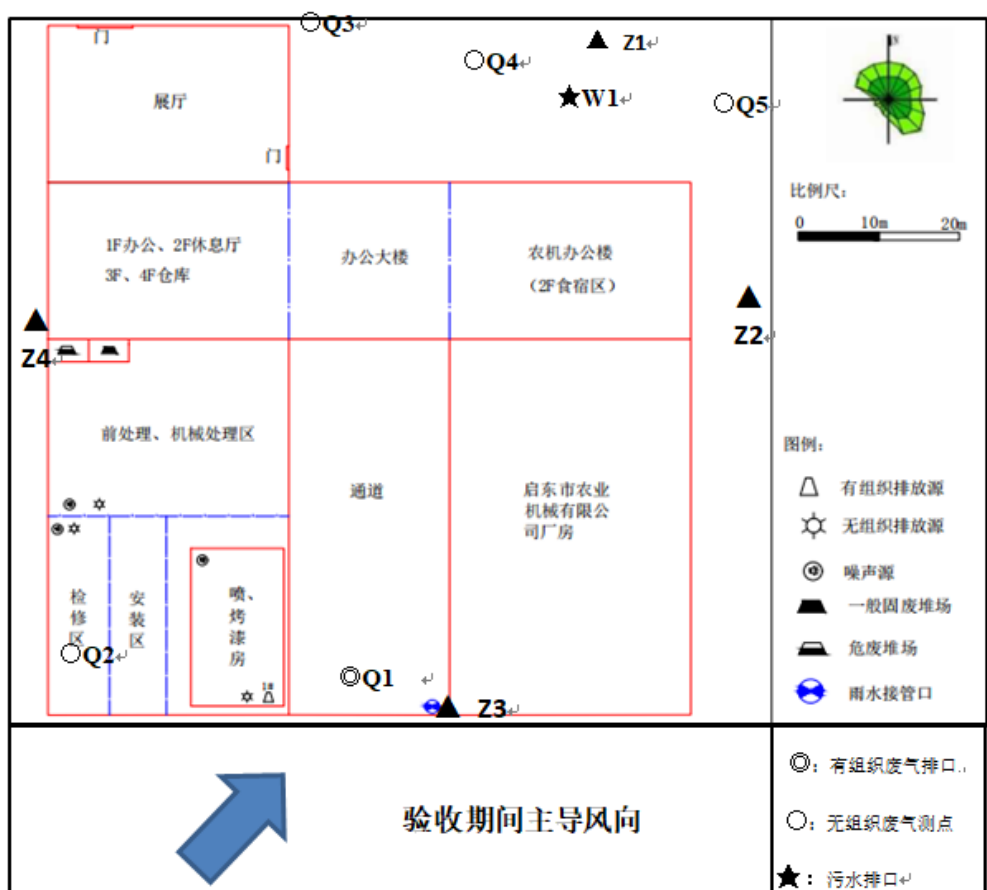 Q3
Z1
Q4
W1
Q5
门
展厅
门
N
比例尺：
0 10m 20m
1F办公、2F休息厅
3F、4F仓库
办公大楼
农机办公楼
（2F食宿区）
Z2
Z4
前处理、机械处理区
通道
启东市农业
机械有限公
司厂房
图例：
有组织排放源
无组织排放源
噪声源
一般固废堆场
危废堆场
雨水接管口
检修区
安装区
喷、烤漆房
Q2
Q1
1#
Z3
验收期间主导风向
：有组织废气排口
：无组织废气测点
：污水排口